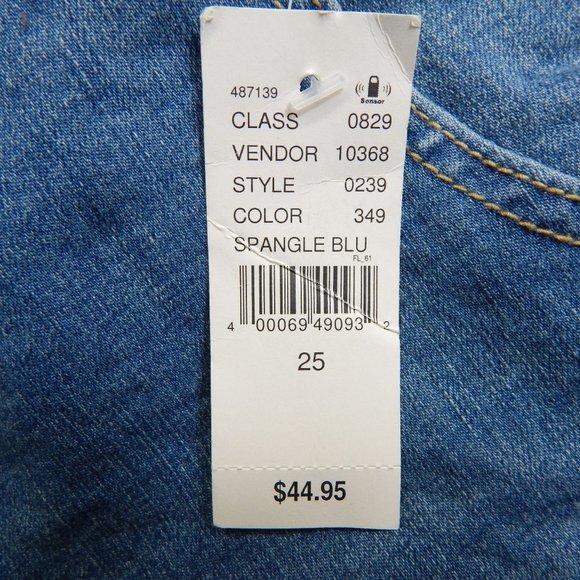 487139
Sensor
CLASS 0829
VENDOR 10368
STYLE 0239
COLOR 349
SPANGLE BLU
FL_61
4 00069 49093 2
25
$44.95